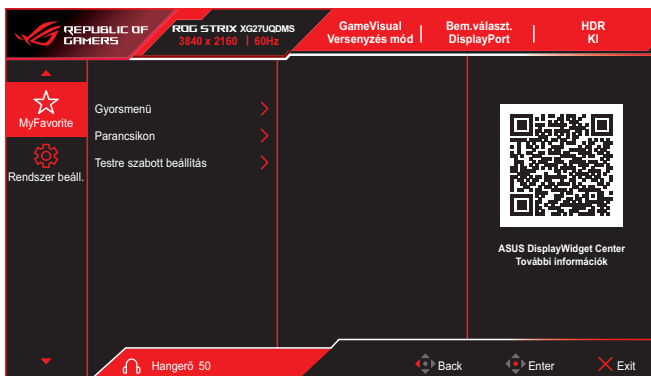 REPUBLIC OF
GAMERS
ROG STRIX XG27UQDMS
3840 x 2160 | 60Hz
GameVisual
Versenyzés mód
Bem.választ.
DisplayPort
HDR
KI
MyFavorite
Rendszer beáll.
Gyorsmenü
Parancsikon
Testre szabott beállítás
ASUS DisplayWidget Center
További információk
Hangerő 50
Back
Enter
Exit